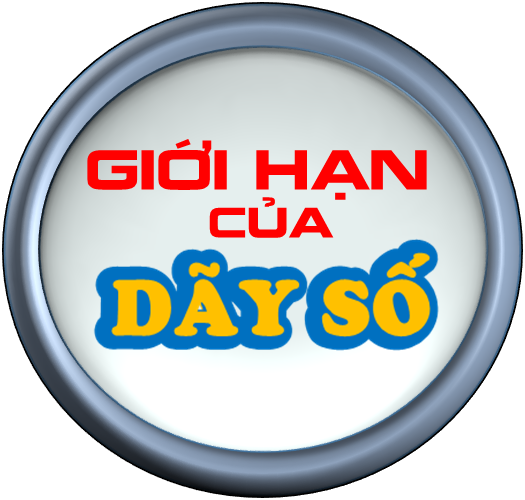 GIỚI HẠN
CỦA
DÃY SỐ